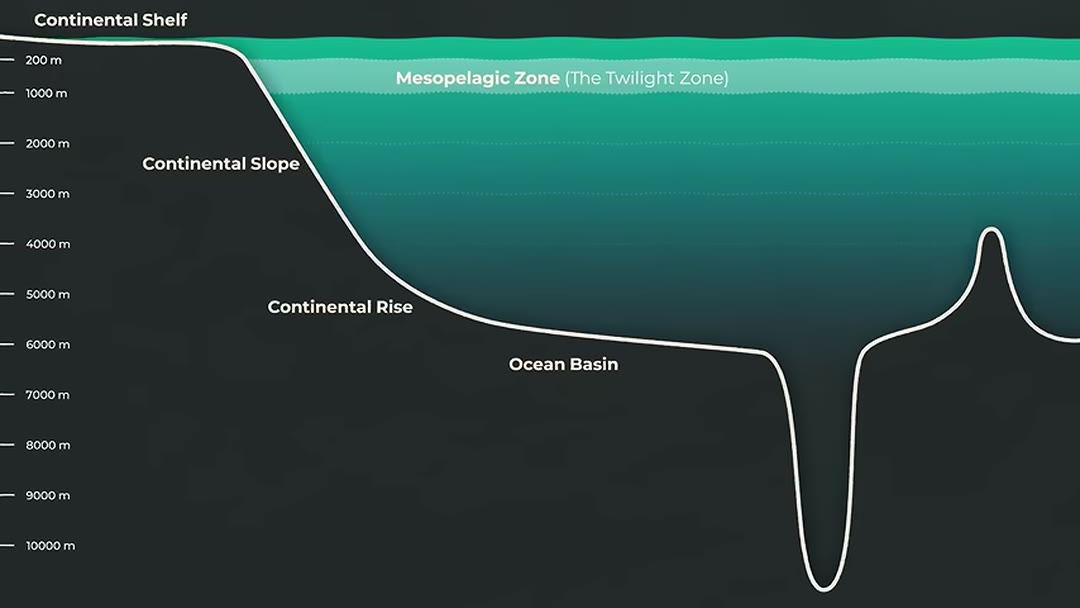 Continental Shelf
200 m
Mesopelagic Zone (The Twilight Zone)
1000 m
2000 m
Continental Slope
3000 m
4000 m
5000 m
Continental Rise
6000 m
Ocean Basin
7000 m
8000 m
9000 m
10000 m